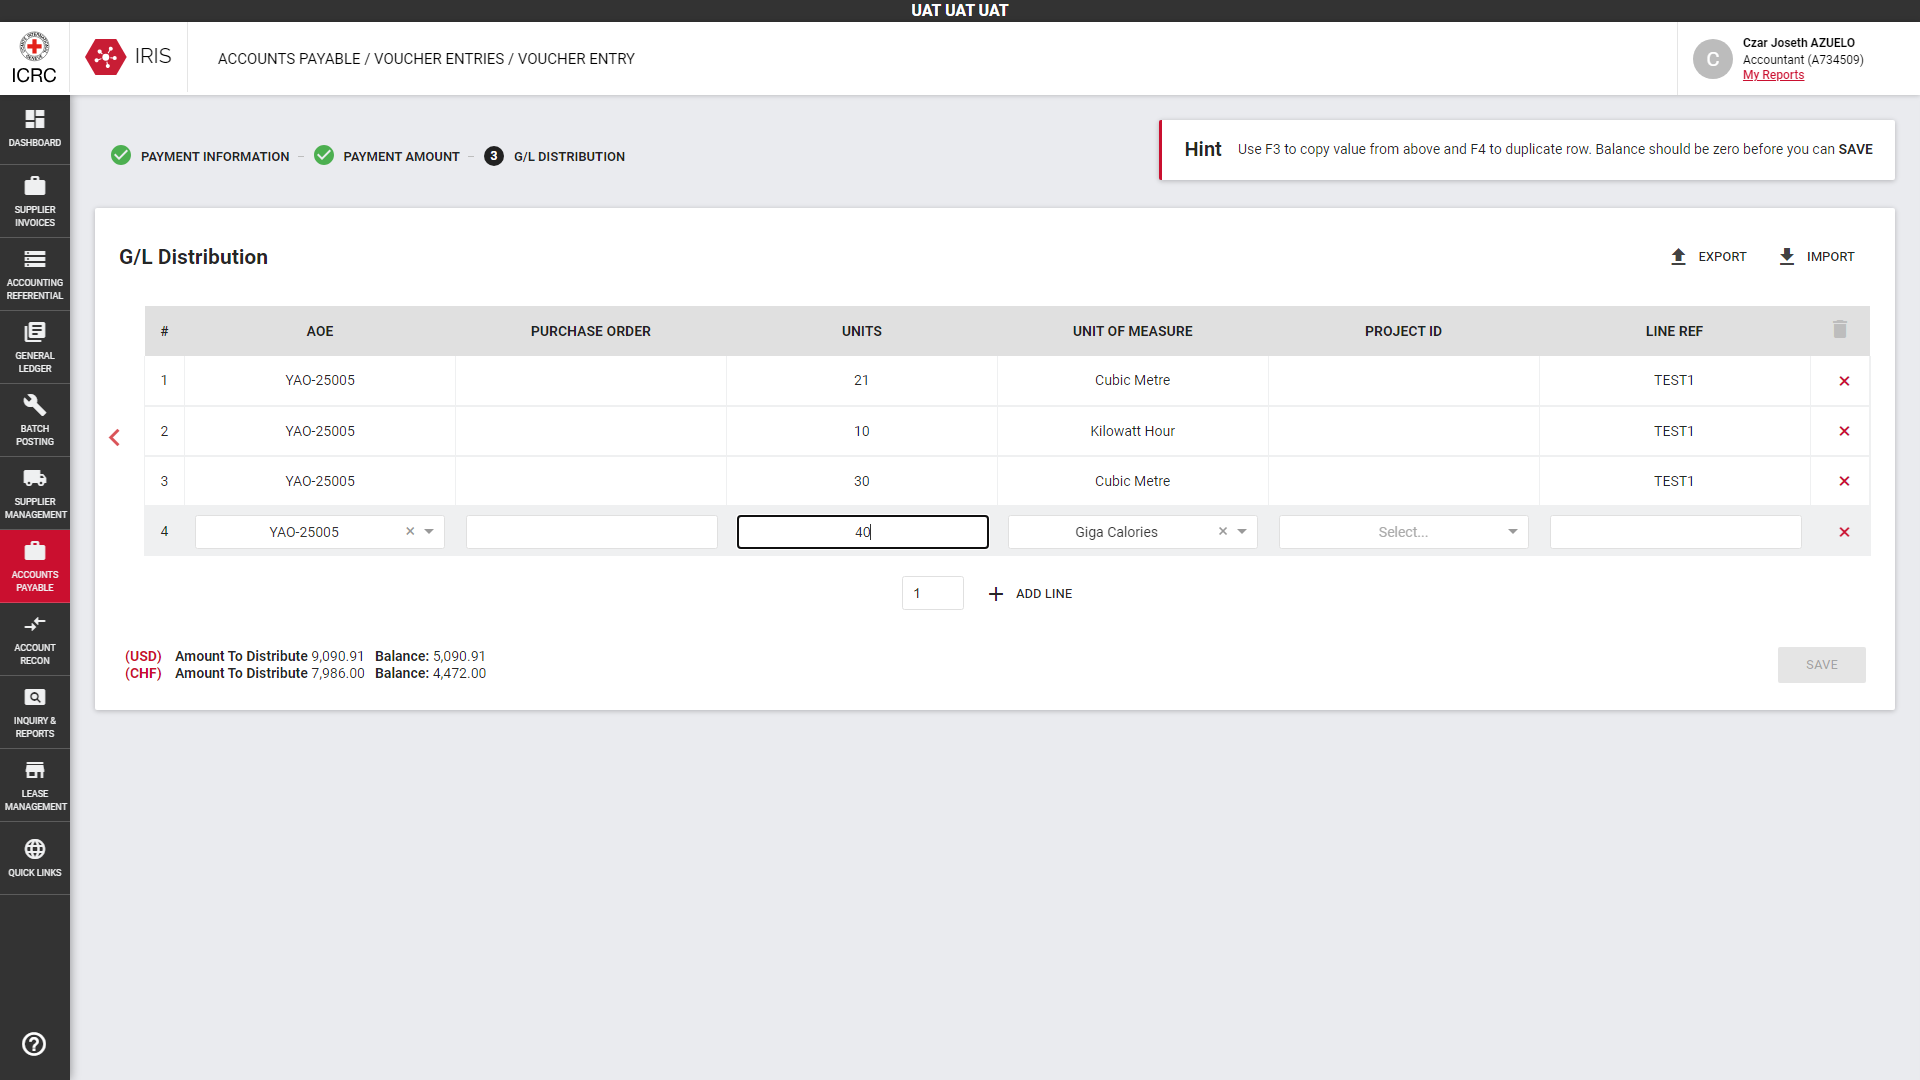 UAT UAT UAT
ICRC
IRIS
ACCOUNTS PAYABLE / VOUCHER ENTRIES / VOUCHER ENTRY
C
Czar Joseth AZUELO
Accountant (A734509)
My Reports
DASHBOARD
SUPPLIER
INVOICES
ACCOUNTING
REFERENTIAL
GENERAL
LEDGER
BATCH
POSTING
SUPPLIER
MANAGEMENT
ACCOUNTS
PAYABLE
ACCOUNT
RECON
INQUIRY &
REPORTS
LEASE
MANAGEMENT
QUICK LINKS
PAYMENT INFORMATION
PAYMENT AMOUNT
3 G/L DISTRIBUTION
Hint Use F3 to copy value from above and F4 to duplicate row. Balance should be zero before you can SAVE
G/L Distribution
EXPORT
IMPORT
# AOE PURCHASE ORDER UNITS UNIT OF MEASURE PROJECT ID LINE REF
1 YAO-25005 21 Cubic Metre TEST1
2 YAO-25005 10 Kilowatt Hour TEST1
3 YAO-25005 30 Cubic Metre TEST1
4 YAO-25005 40 Giga Calories Select...
1 ADD LINE
(USD) Amount To Distribute 9,090.91 Balance: 5,090.91
(CHF) Amount To Distribute 7,986.00 Balance: 4,472.00
SAVE